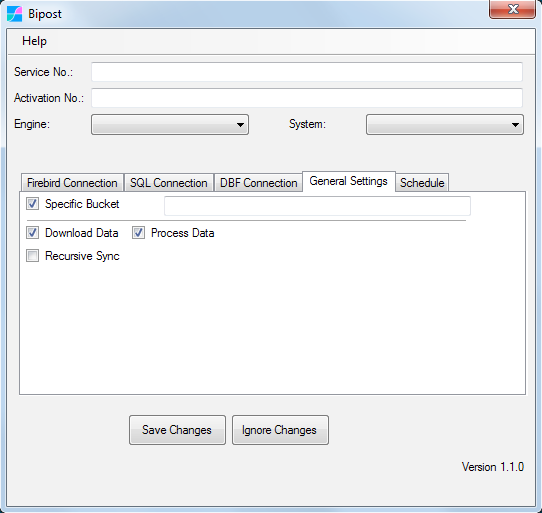 Bipost
Help
Service No.:
Activation No.:
Engine: System:
Firebird Connection SQL Connection DBF Connection General Settings Schedule
Specific Bucket
Download Data Process Data
Recursive Sync
Save Changes Ignore Changes
Version 1.1.0